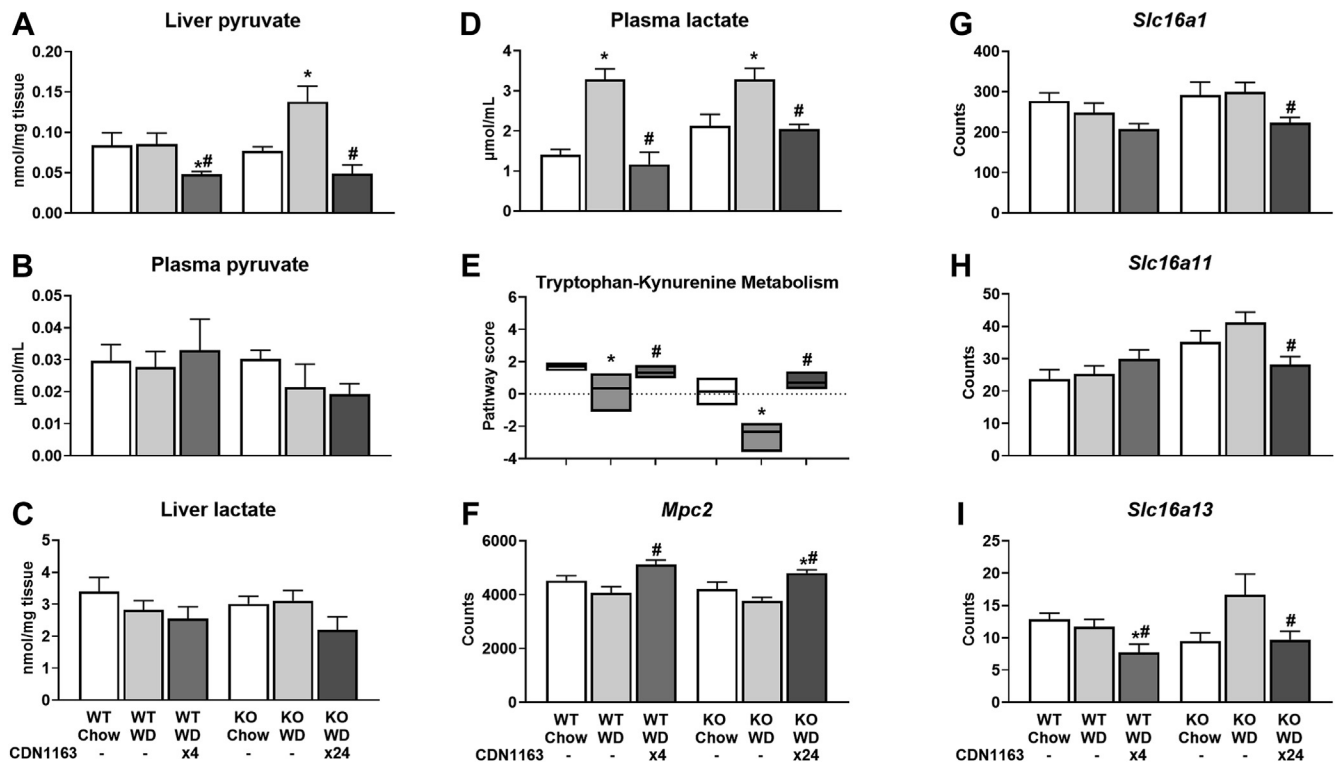 A
Liver pyruvate
nmol/mg tissue
0.20
0.15
0.10
0.05
0.00
*#
*
#
B
Plasma pyruvate
µmol/mL
0.05
0.04
0.03
0.02
0.01
0.00
C
Liver lactate
nmol/mg tissue
5
4
3
2
1
0
WT Chow
WT WD
WT WD
KO Chow
KO WD
KO WD
CDN1163 - - x4 - - x24
D
Plasma lactate
µmol/mL
4
3
2
1
0
*
#
*
#
E
Tryptophan-Kynurenine Metabolism
Pathway score
6
4
2
0
-2
-4
*
#
*
#
F
Mpc2
Counts
6000
4000
2000
0
#
*#
WT Chow
WT WD
WT WD
KO Chow
KO WD
KO WD
- - x4 - - x24
G
Slc16a1
Counts
400
300
200
100
0
#
H
Slc16a11
Counts
50
40
30
20
10
0
#
I
Slc16a13
Counts
25
20
15
10
5
0
*#
#
WT Chow
WT WD
WT WD
KO Chow
KO WD
KO WD
CDN1163 - - x4 - - x24